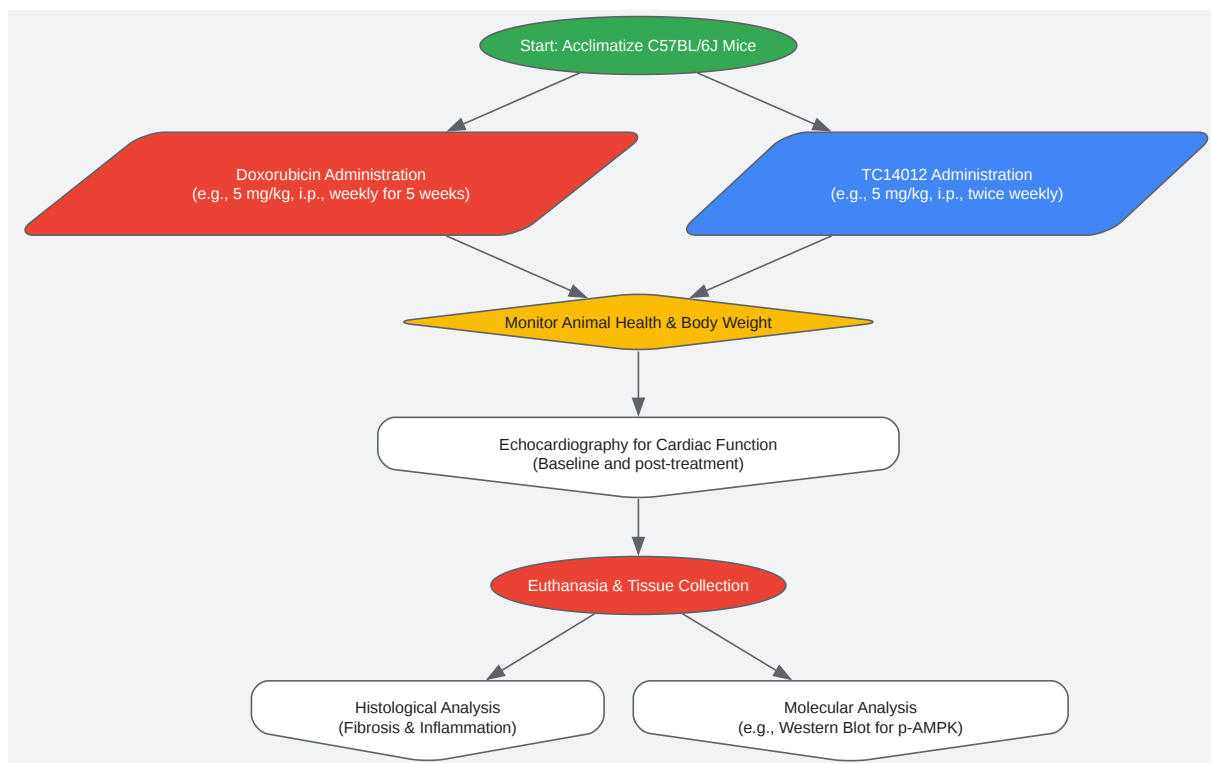 Start: Acclimatize C57BL/6J Mice
Doxorubicin Administration
(e.g., 5 mg/kg, i.p., weekly for 5 weeks)
TC14012 Administration
(e.g., 5 mg/kg, i.p., twice weekly)
Monitor Animal Health & Body Weight
Echocardiography for Cardiac Function
(Baseline and post-treatment)
Euthanasia & Tissue Collection
Histological Analysis
(Fibrosis & Inflammation)
Molecular Analysis
(e.g., Western Blot for p-AMPK)